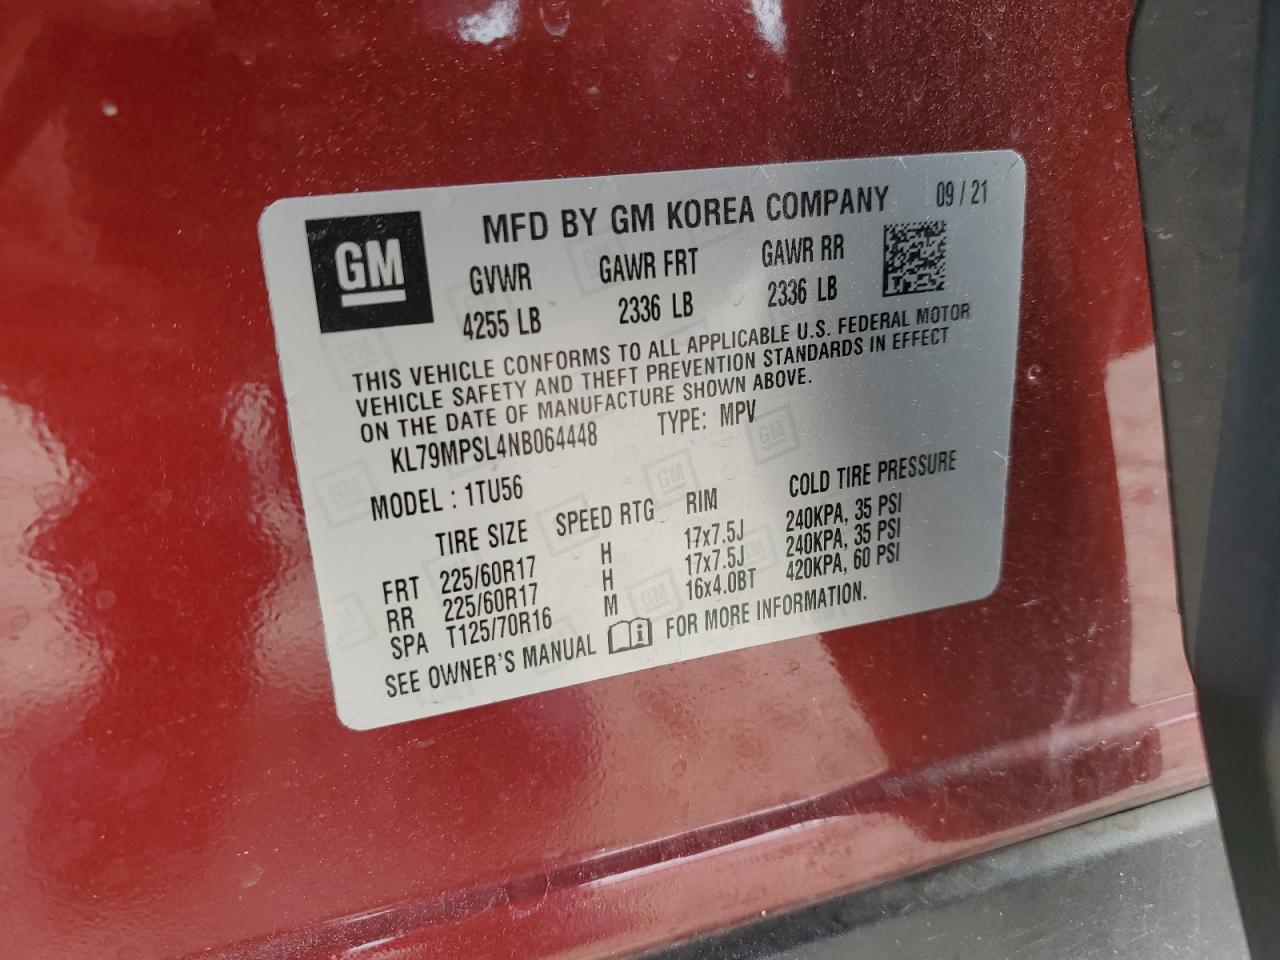 GM
MFD BY GM KOREA COMPANY 09 / 21
GVWR GAWR FRT GAWR RR
4255 LB 2336 LB 2336 LB
THIS VEHICLE CONFORMS TO ALL APPLICABLE U.S. FEDERAL MOTOR
VEHICLE SAFETY AND THEFT PREVENTION STANDARDS IN EFFECT
ON THE DATE OF MANUFACTURE SHOWN ABOVE.
KL79MPSL4NB064448 TYPE: MPV
MODEL : 1TU56
TIRE SIZE SPEED RTG RIM COLD TIRE PRESSURE
FRT 225/60R17 H 17x7.5J 240KPA, 35 PSI
RR 225/60R17 H 17x7.5J 240KPA, 35 PSI
SPA T125/70R16 M 16x4.0BT 420KPA, 60 PSI
SEE OWNER'S MANUAL FOR MORE INFORMATION.